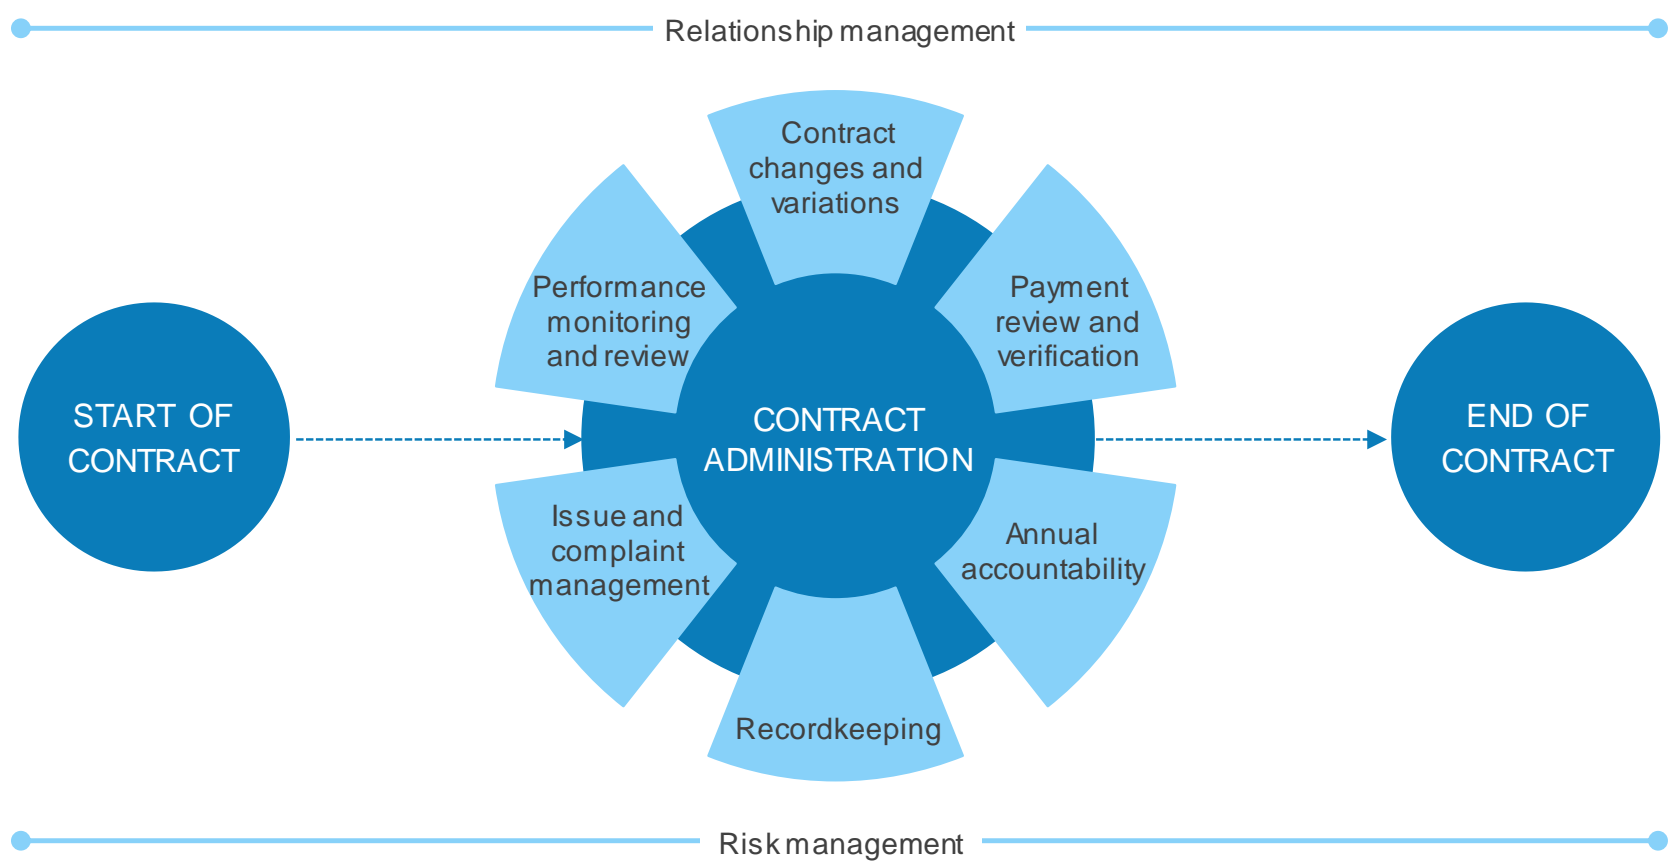 Relationship management
Contract
changes and
variations
Performance
monitoring
and review
Payment
review and
verification
START OF
CONTRACT
CONTRACT
ADMINISTRATION
END OF
CONTRACT
Issue and
complaint
management
Annual
accountability
Recordkeeping
Risk management